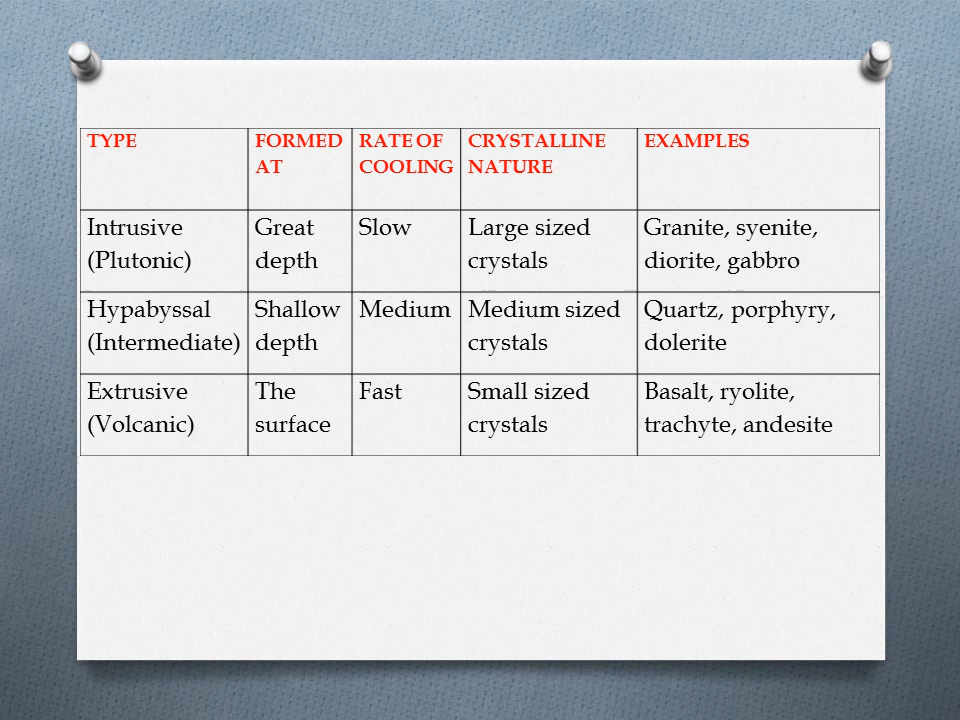 TYPE
FORMED AT
RATE OF COOLING
CRYSTALLINE NATURE
EXAMPLES
Intrusive
(Plutonic)
Great
depth
Slow
Large sized
crystals
Granite, syenite,
diorite, gabbro
Hypabyssal
(Intermediate)
Shallow
depth
Medium
Medium sized
crystals
Quartz, porphyry,
dolerite
Extrusive
(Volcanic)
The
surface
Fast
Small sized
crystals
Basalt, ryolite,
trachyte, andesite